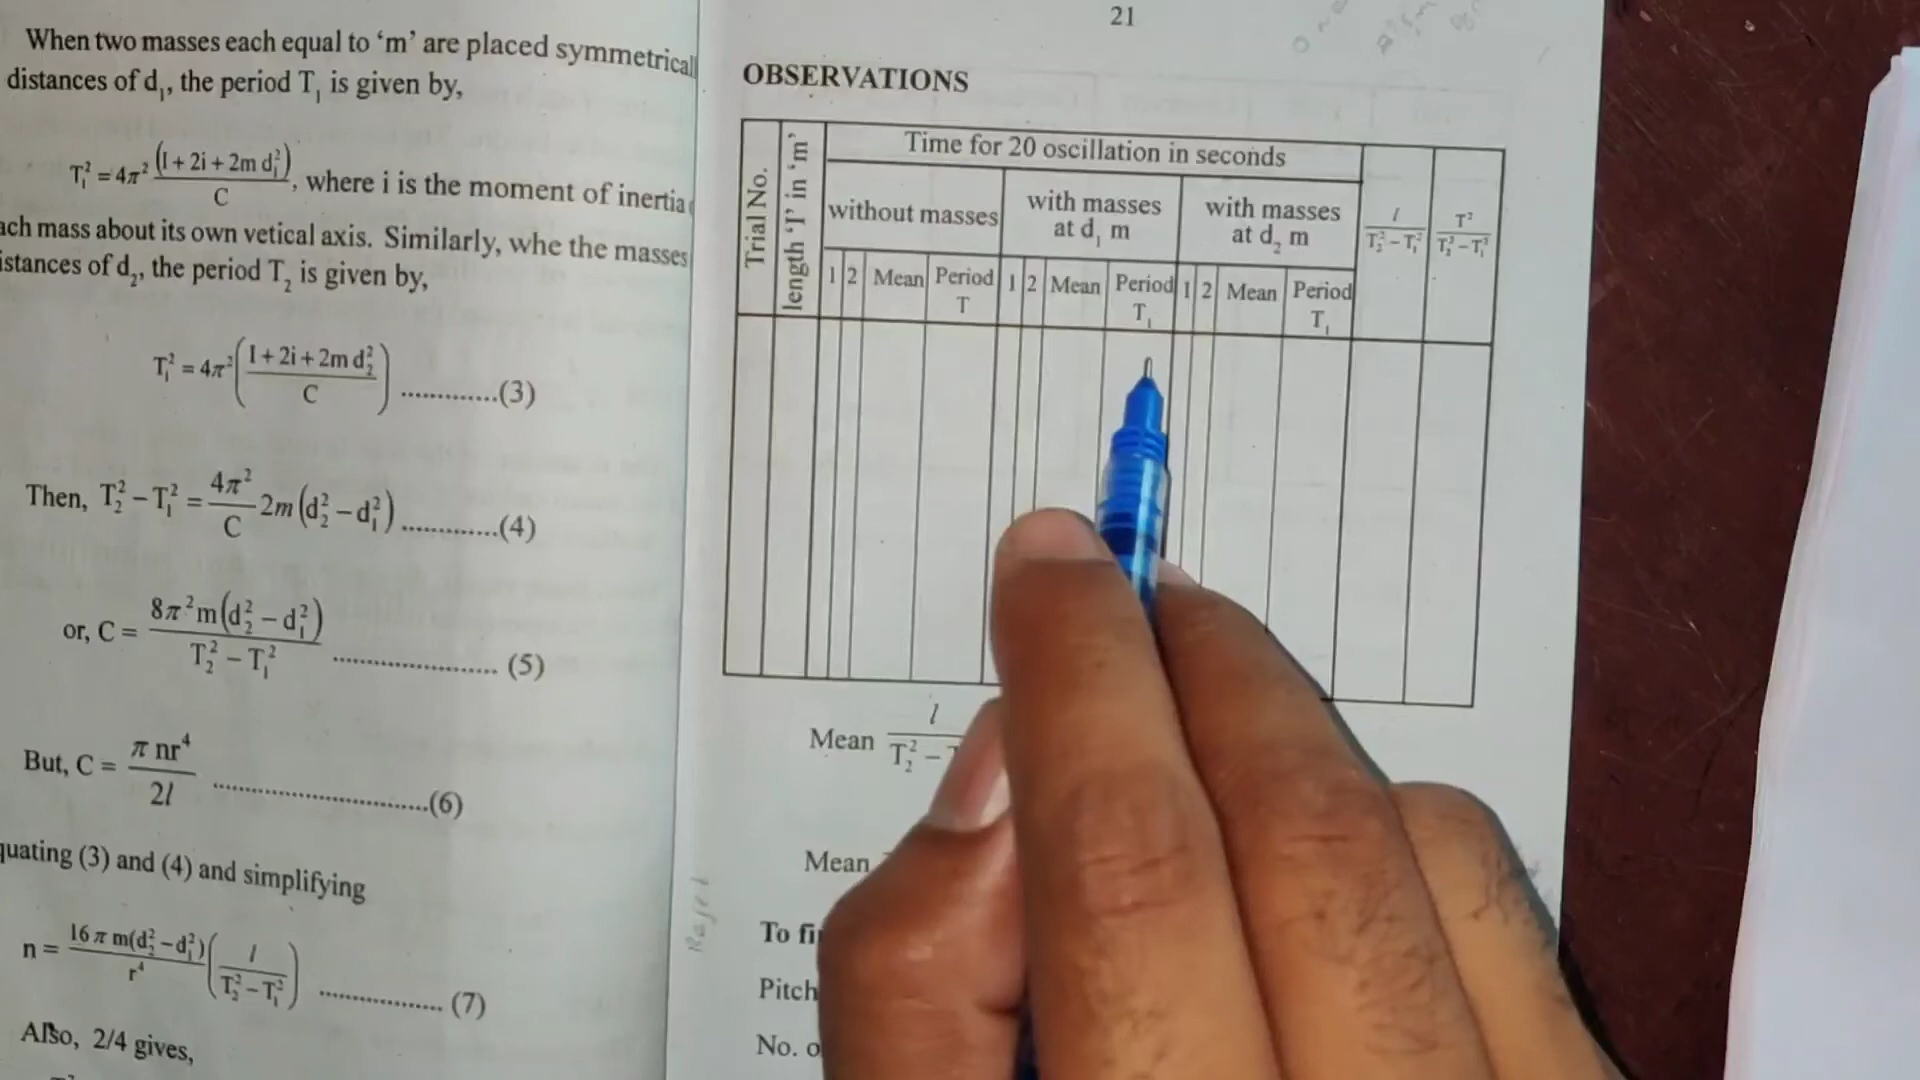 When two masses each equal to ‘m’ are placed symmetrical
distances of d₁, the period T₁ is given by,
T₁² = 4π² (I + 2i + 2m d₁²) / C, where i is the moment of inertia
ach mass about its own vetical axis. Similarly, whe the masses
istances of d₂, the period T₂ is given by,
T₁² = 4π² ( (I + 2i + 2m d₂²) / C ) .............(3)
Then, T₂² – T₁² = 4π² / C 2m (d₂² – d₁²) ............(4)
or, C = 8π² m (d₂² – d₁²) / T₂² – T₁² ..................... (5)
But, C = π nr⁴ / 2l ............................(6)
quating (3) and (4) and simplifying
n = 16 π m(d₂² – d₁²) / r⁴ ( l / T₂² – T₁² ) ................. (7)
Also, 2/4 gives,
21
OBSERVATIONS
Trial No.
length 'I' in 'm'
Time for 20 oscillation in seconds
without masses
with masses at d₁ m
with masses at d₂ m
l / T₂² – T₁²
T² / T₂² – T₁²
1 2 Mean Period T
1 2 Mean Period T₁
1 2 Mean Period T₁
Mean l / T₂² –
Mean
To fi
Pitch
No. o